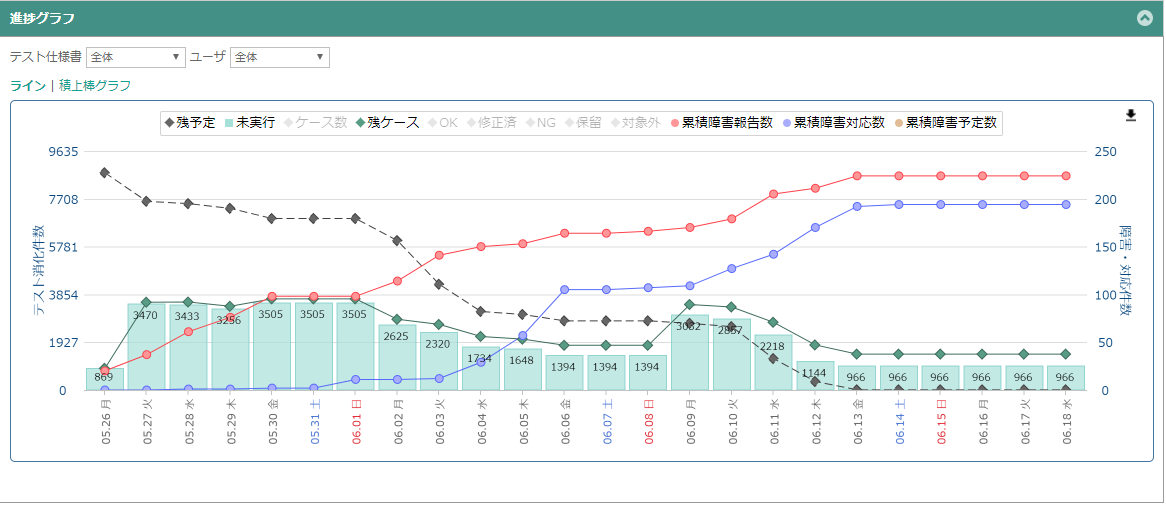 進捗グラフ
テスト仕様書 全体 ▼ ユーザ 全体 ▼
ライン | 積上棒グラフ
残予定 未実行 ケース数 残ケース OK 修正済 NG 保留 対象外 累積障害報告数 累積障害対応数 累積障害予定数
9635 250
7708 200
5781 150
3854 100
1927 50
0 0
テスト消化件数
障害・対応件数
869 3470 3433 3256 3505 3505 3505 2625 2320 1734 1648 1394 1394 1394 3082 2887 2218 1144 966 966 966 966 966 966
05.26 月 05.27 火 05.28 水 05.29 木 05.30 金 05.31 土 06.01 日 06.02 月 06.03 火 06.04 水 06.05 木 06.06 金 06.07 土 06.08 日 06.09 月 06.10 火 06.11 水 06.12 木 06.13 金 06.14 土 06.15 日 06.16 月 06.17 火 06.18 水